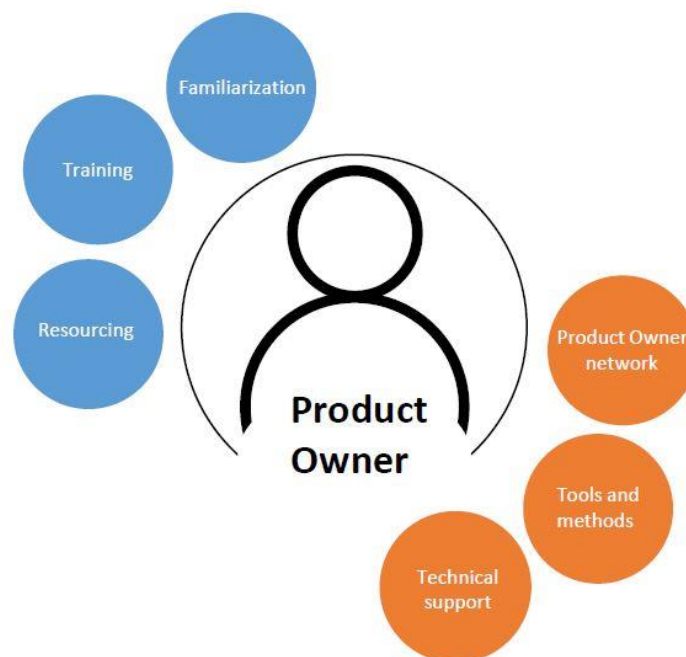 Familiarization
Training
Resourcing
Product
Owner
Product Owner
network
Tools and
methods
Technical
support